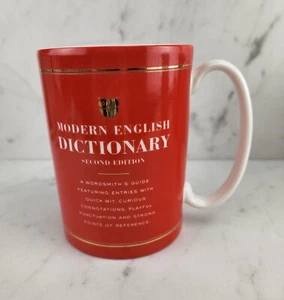 MODERN ENGLISH
DICTIONARY
SECOND EDITION
A WORDSMITH'S GUIDE
FEATURING ENTRIES WITH
QUICK WIT, CURIOUS
CONNOTATIONS, PLAYFUL
PUNCTUATION AND STRONG
POINTS OF REFERENCE.